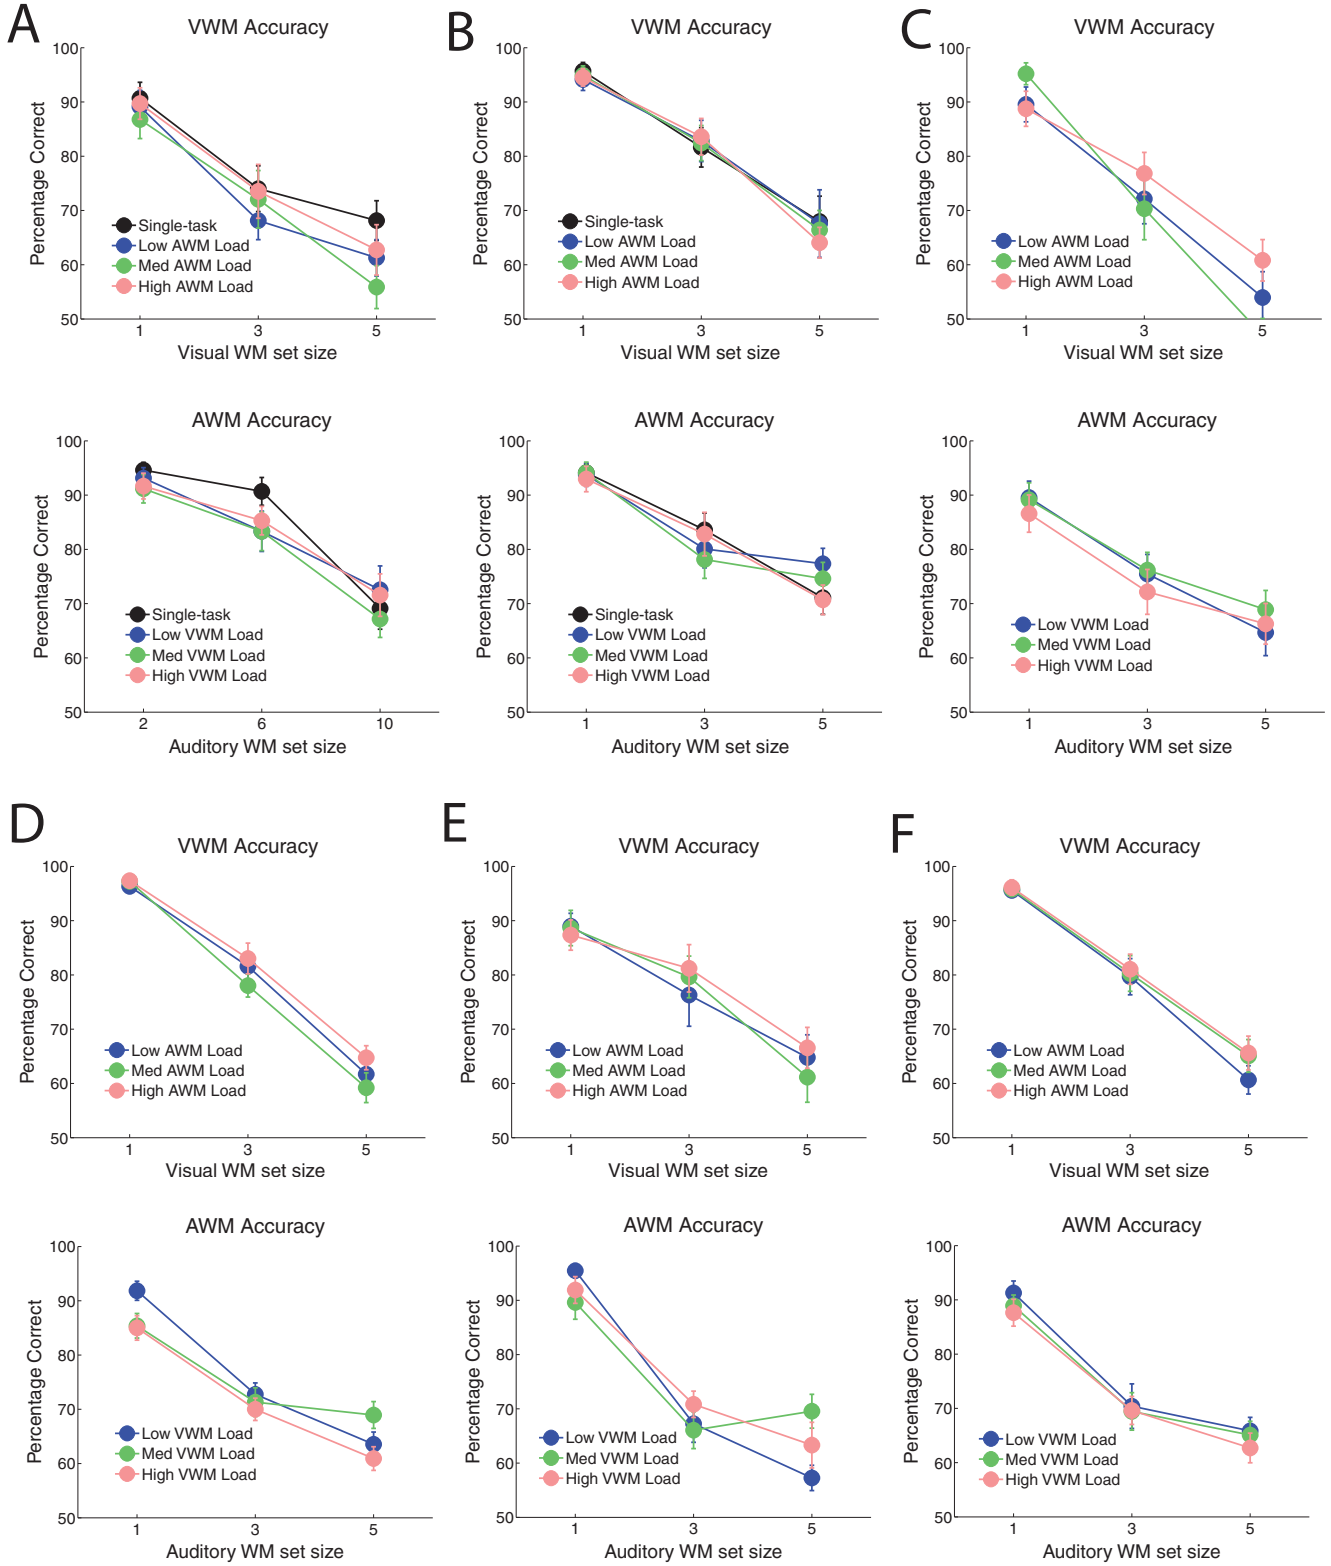 A
VWM Accuracy
Percentage Correct
100
90
80
70
60
50
Single-task
Low AWM Load
Med AWM Load
High AWM Load
1 3 5
Visual WM set size
AWM Accuracy
Percentage Correct
100
90
80
70
60
50
Single-task
Low VWM Load
Med VWM Load
High VWM Load
2 6 10
Auditory WM set size
B
VWM Accuracy
Percentage Correct
100
90
80
70
60
50
Single-task
Low AWM Load
Med AWM Load
High AWM Load
1 3 5
Visual WM set size
AWM Accuracy
Percentage Correct
100
90
80
70
60
50
Single-task
Low VWM Load
Med VWM Load
High VWM Load
1 3 5
Auditory WM set size
C
VWM Accuracy
Percentage Correct
100
90
80
70
60
50
Low AWM Load
Med AWM Load
High AWM Load
1 3 5
Visual WM set size
AWM Accuracy
Percentage Correct
100
90
80
70
60
50
Low VWM Load
Med VWM Load
High VWM Load
1 3 5
Auditory WM set size
D
VWM Accuracy
Percentage Correct
100
90
80
70
60
50
Low AWM Load
Med AWM Load
High AWM Load
1 3 5
Visual WM set size
AWM Accuracy
Percentage Correct
100
90
80
70
60
50
Low VWM Load
Med VWM Load
High VWM Load
1 3 5
Auditory WM set size
E
VWM Accuracy
Percentage Correct
100
90
80
70
60
50
Low AWM Load
Med AWM Load
High AWM Load
1 3 5
Visual WM set size
AWM Accuracy
Percentage Correct
100
90
80
70
60
50
Low VWM Load
Med VWM Load
High VWM Load
1 3 5
Auditory WM set size
F
VWM Accuracy
Percentage Correct
100
90
80
70
60
50
Low AWM Load
Med AWM Load
High AWM Load
1 3 5
Visual WM set size
AWM Accuracy
Percentage Correct
100
90
80
70
60
50
Low VWM Load
Med VWM Load
High VWM Load
1 3 5
Auditory WM set size